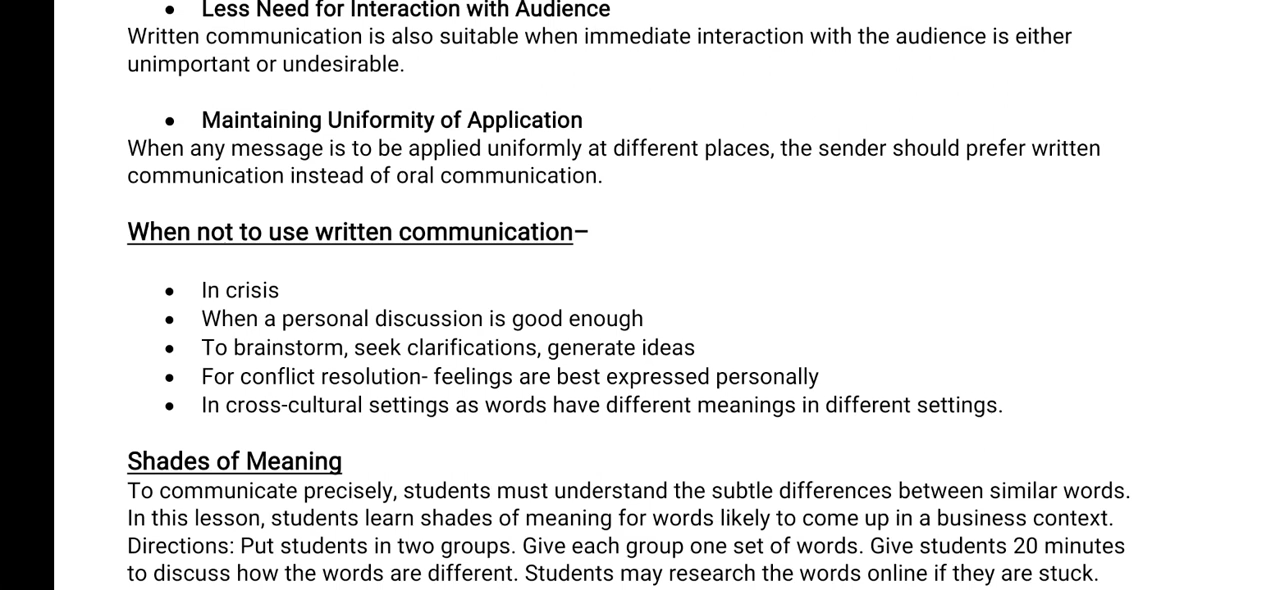 • Less Need for Interaction with Audience
Written communication is also suitable when immediate interaction with the audience is either
unimportant or undesirable.
• Maintaining Uniformity of Application
When any message is to be applied uniformly at different places, the sender should prefer written
communication instead of oral communication.
When not to use written communication–
• In crisis
• When a personal discussion is good enough
• To brainstorm, seek clarifications, generate ideas
• For conflict resolution- feelings are best expressed personally
• In cross-cultural settings as words have different meanings in different settings.
Shades of Meaning
To communicate precisely, students must understand the subtle differences between similar words.
In this lesson, students learn shades of meaning for words likely to come up in a business context.
Directions: Put students in two groups. Give each group one set of words. Give students 20 minutes
to discuss how the words are different. Students may research the words online if they are stuck.